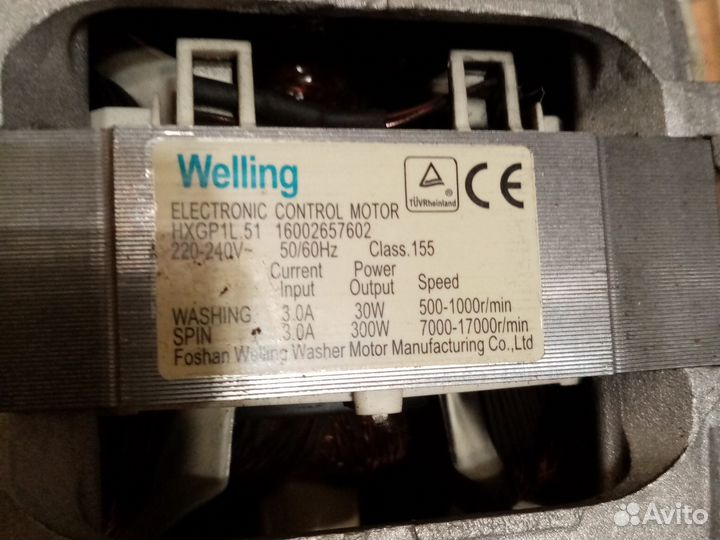 Welling
TÜVRheinland ® CE
ELECTRONIC CONTROL MOTOR
HXGP1L.51 16002657602
220-240V~ 50/60Hz Class.155
Current Input Power Output Speed
WASHING 3.0A 30W 500-1000r/min
SPIN 3.0A 300W 7000-17000r/min
Foshan Welling Washer Motor Manufacturing Co.,Ltd
Avito